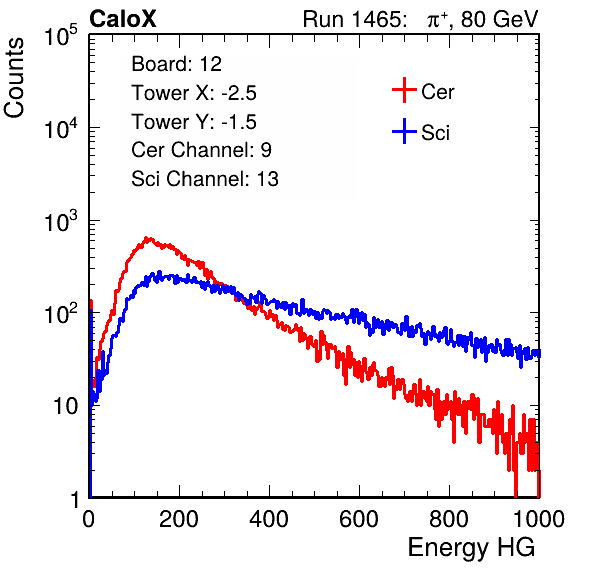 CaloX Run 1465: π⁺, 80 GeV
Board: 12
Tower X: -2.5
Tower Y: -1.5
Cer Channel: 9
Sci Channel: 13
Cer
Sci
Counts
10⁵
10⁴
10³
10²
10
1
0 200 400 600 800 1000
Energy HG